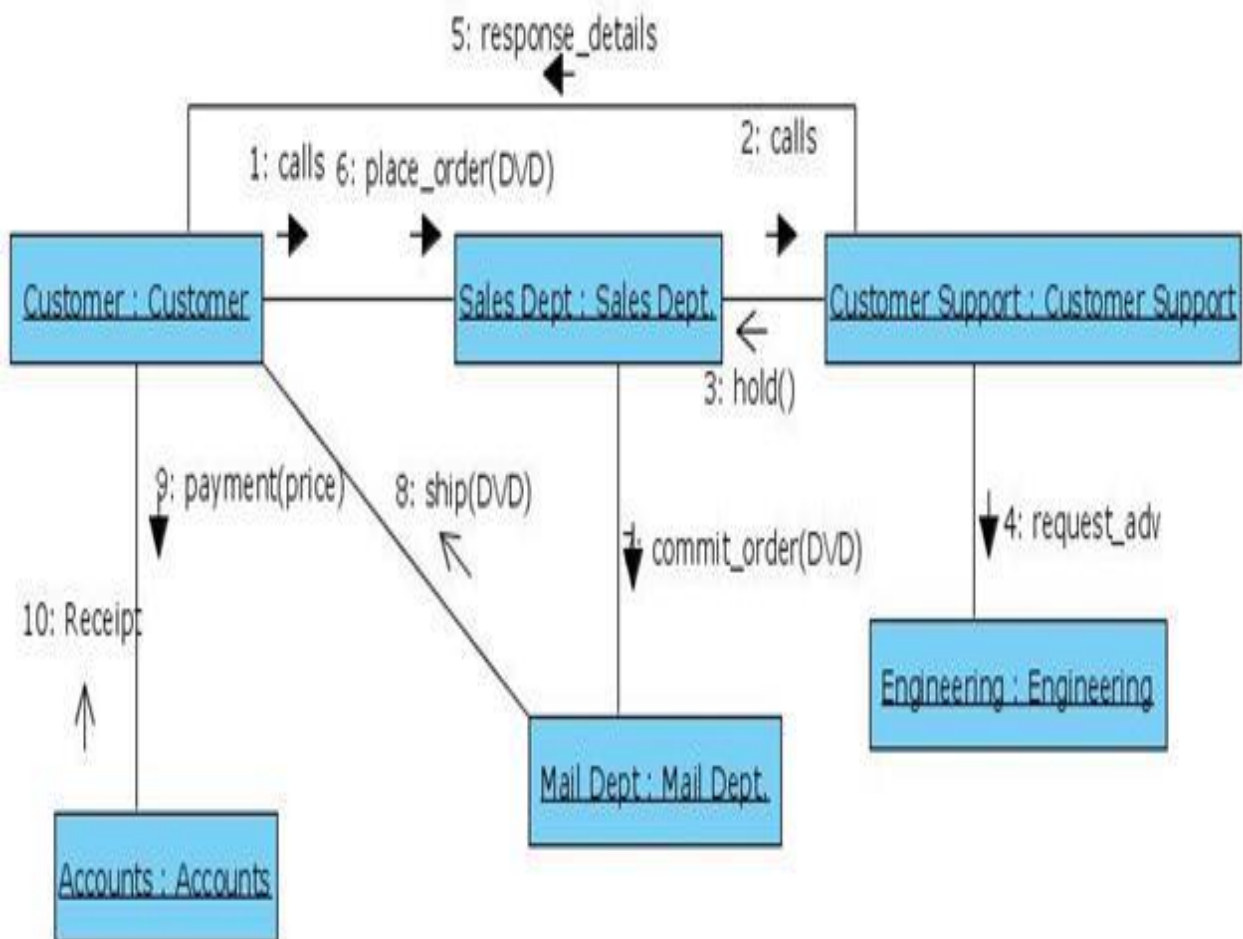 5: response_details
1: calls
6: place_order(DVD)
2: calls
Customer : Customer
Sales Dept : Sales Dept.
Customer Support : Customer Support
3: hold()
9: payment(price)
8: ship(DVD)
commit_order(DVD)
4: request_adv
10: Receipt
Engineering : Engineering
Mail Dept : Mail Dept.
Accounts : Accounts